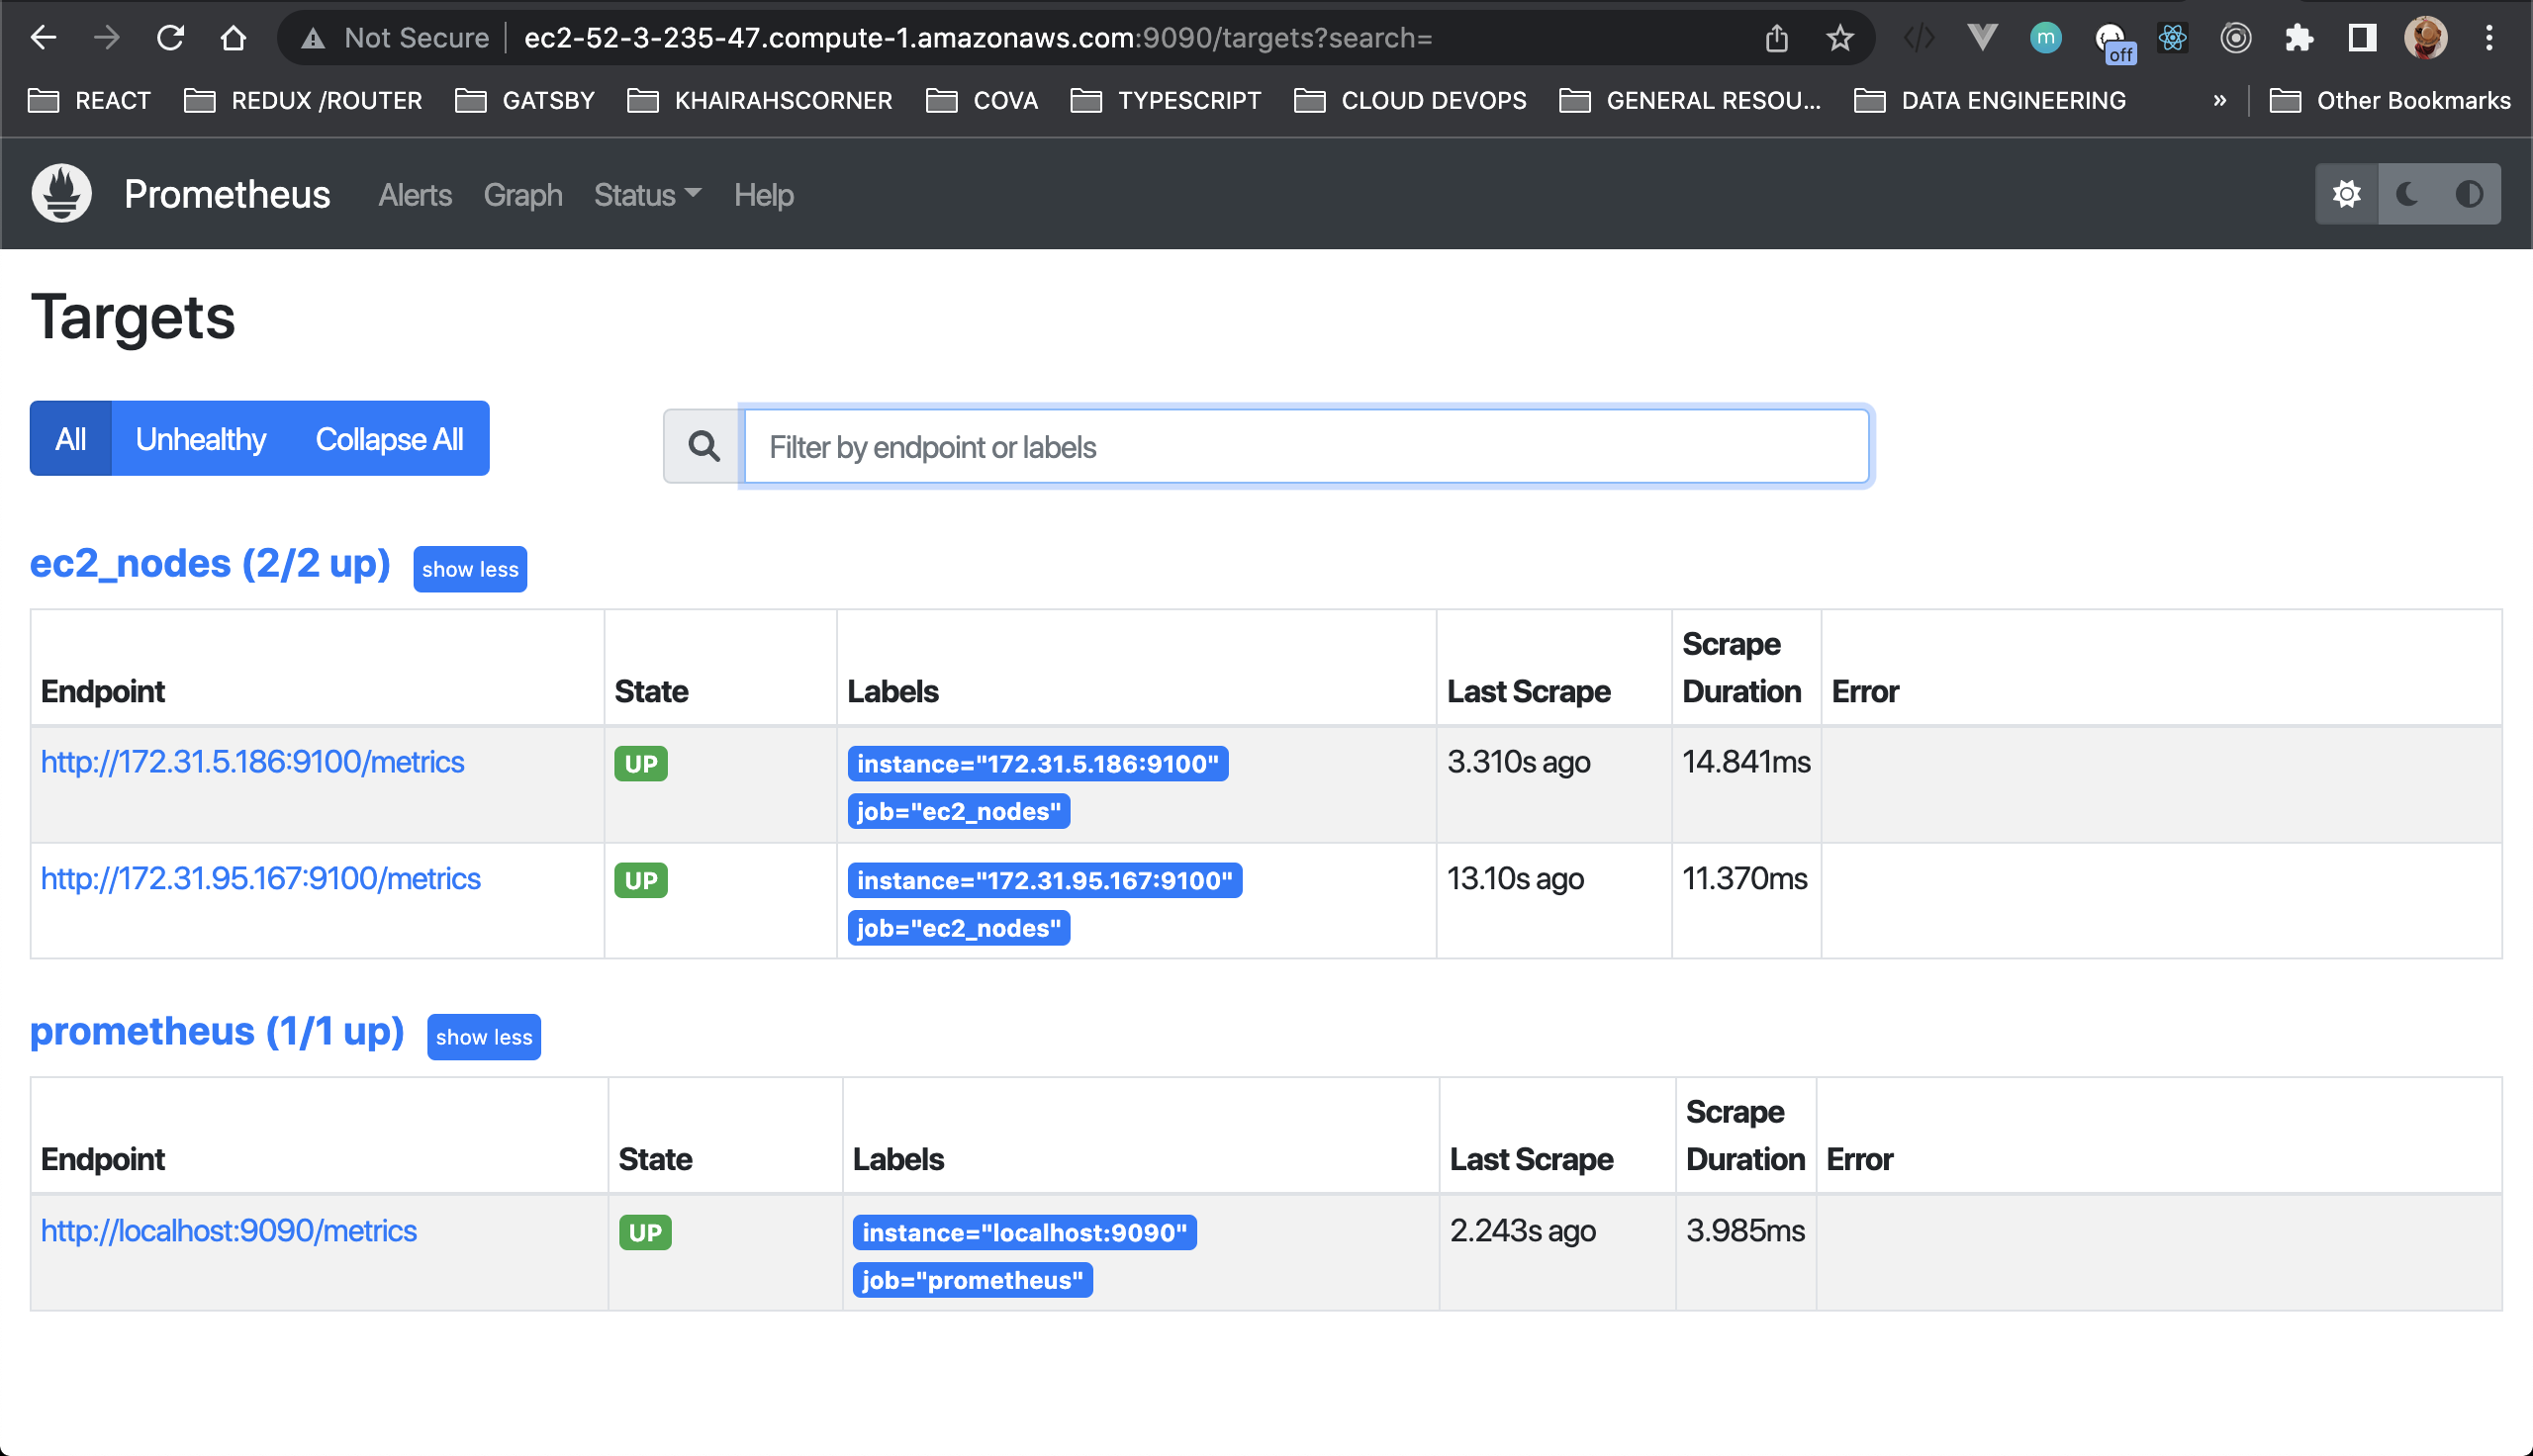 Not Secure ec2-52-3-235-47.compute-1.amazonaws.com:9090/targets?search=
m
off
REACT REDUX /ROUTER GATSBY KHAIRAHSCORNER COVA TYPESCRIPT CLOUD DEVOPS GENERAL RESOU... DATA ENGINEERING » Other Bookmarks
Prometheus Alerts Graph Status Help
Targets
All Unhealthy Collapse All Filter by endpoint or labels
ec2_nodes (2/2 up) show less
Endpoint State Labels Last Scrape Scrape Duration Error
http://172.31.5.186:9100/metrics UP instance="172.31.5.186:9100" 3.310s ago 14.841ms
job="ec2_nodes"
http://172.31.95.167:9100/metrics UP instance="172.31.95.167:9100" 13.10s ago 11.370ms
job="ec2_nodes"
prometheus (1/1 up) show less
Endpoint State Labels Last Scrape Scrape Duration Error
http://localhost:9090/metrics UP instance="localhost:9090" 2.243s ago 3.985ms
job="prometheus"